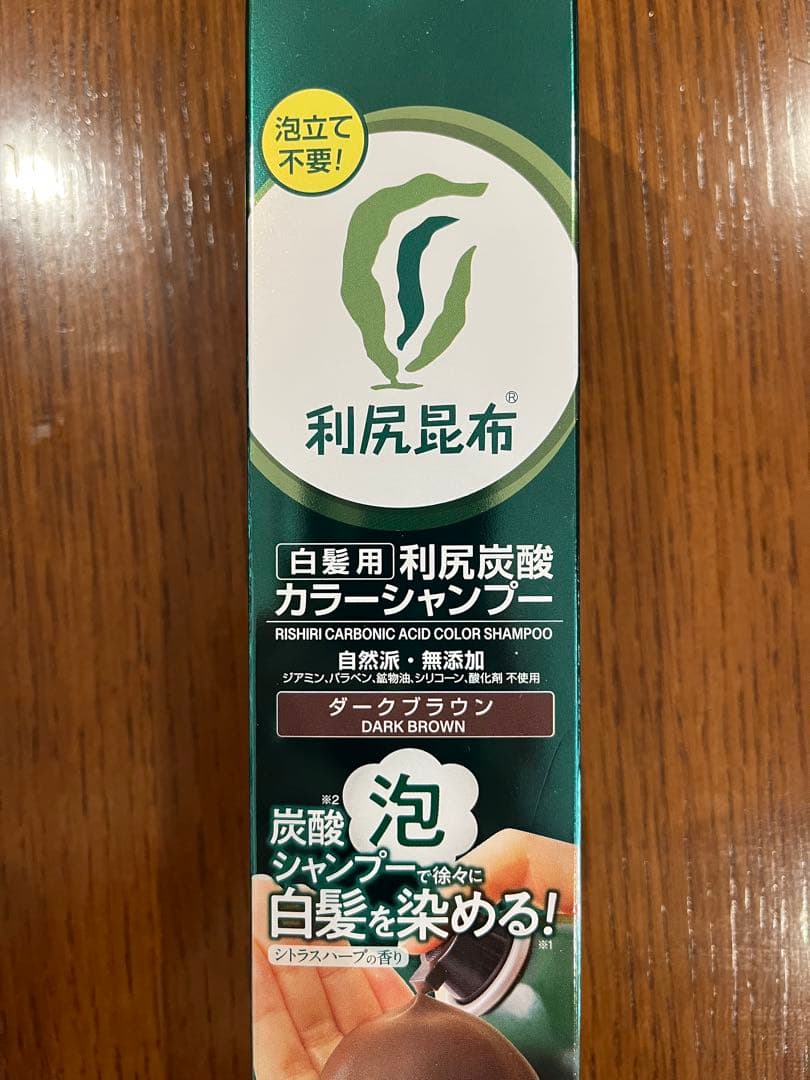 泡立て
不要!
利尻昆布®
白髪用 利尻炭酸
カラーシャンプー
RISHIRI CARBONIC ACID COLOR SHAMPOO
自然派・無添加
ジアミン、パラベン、鉱物油、シリコーン、酸化剤 不使用
ダークブラウン
DARK BROWN
※2
炭酸 泡
シャンプーで徐々に
白髪を染める!
※1
シトラスハーブの香り